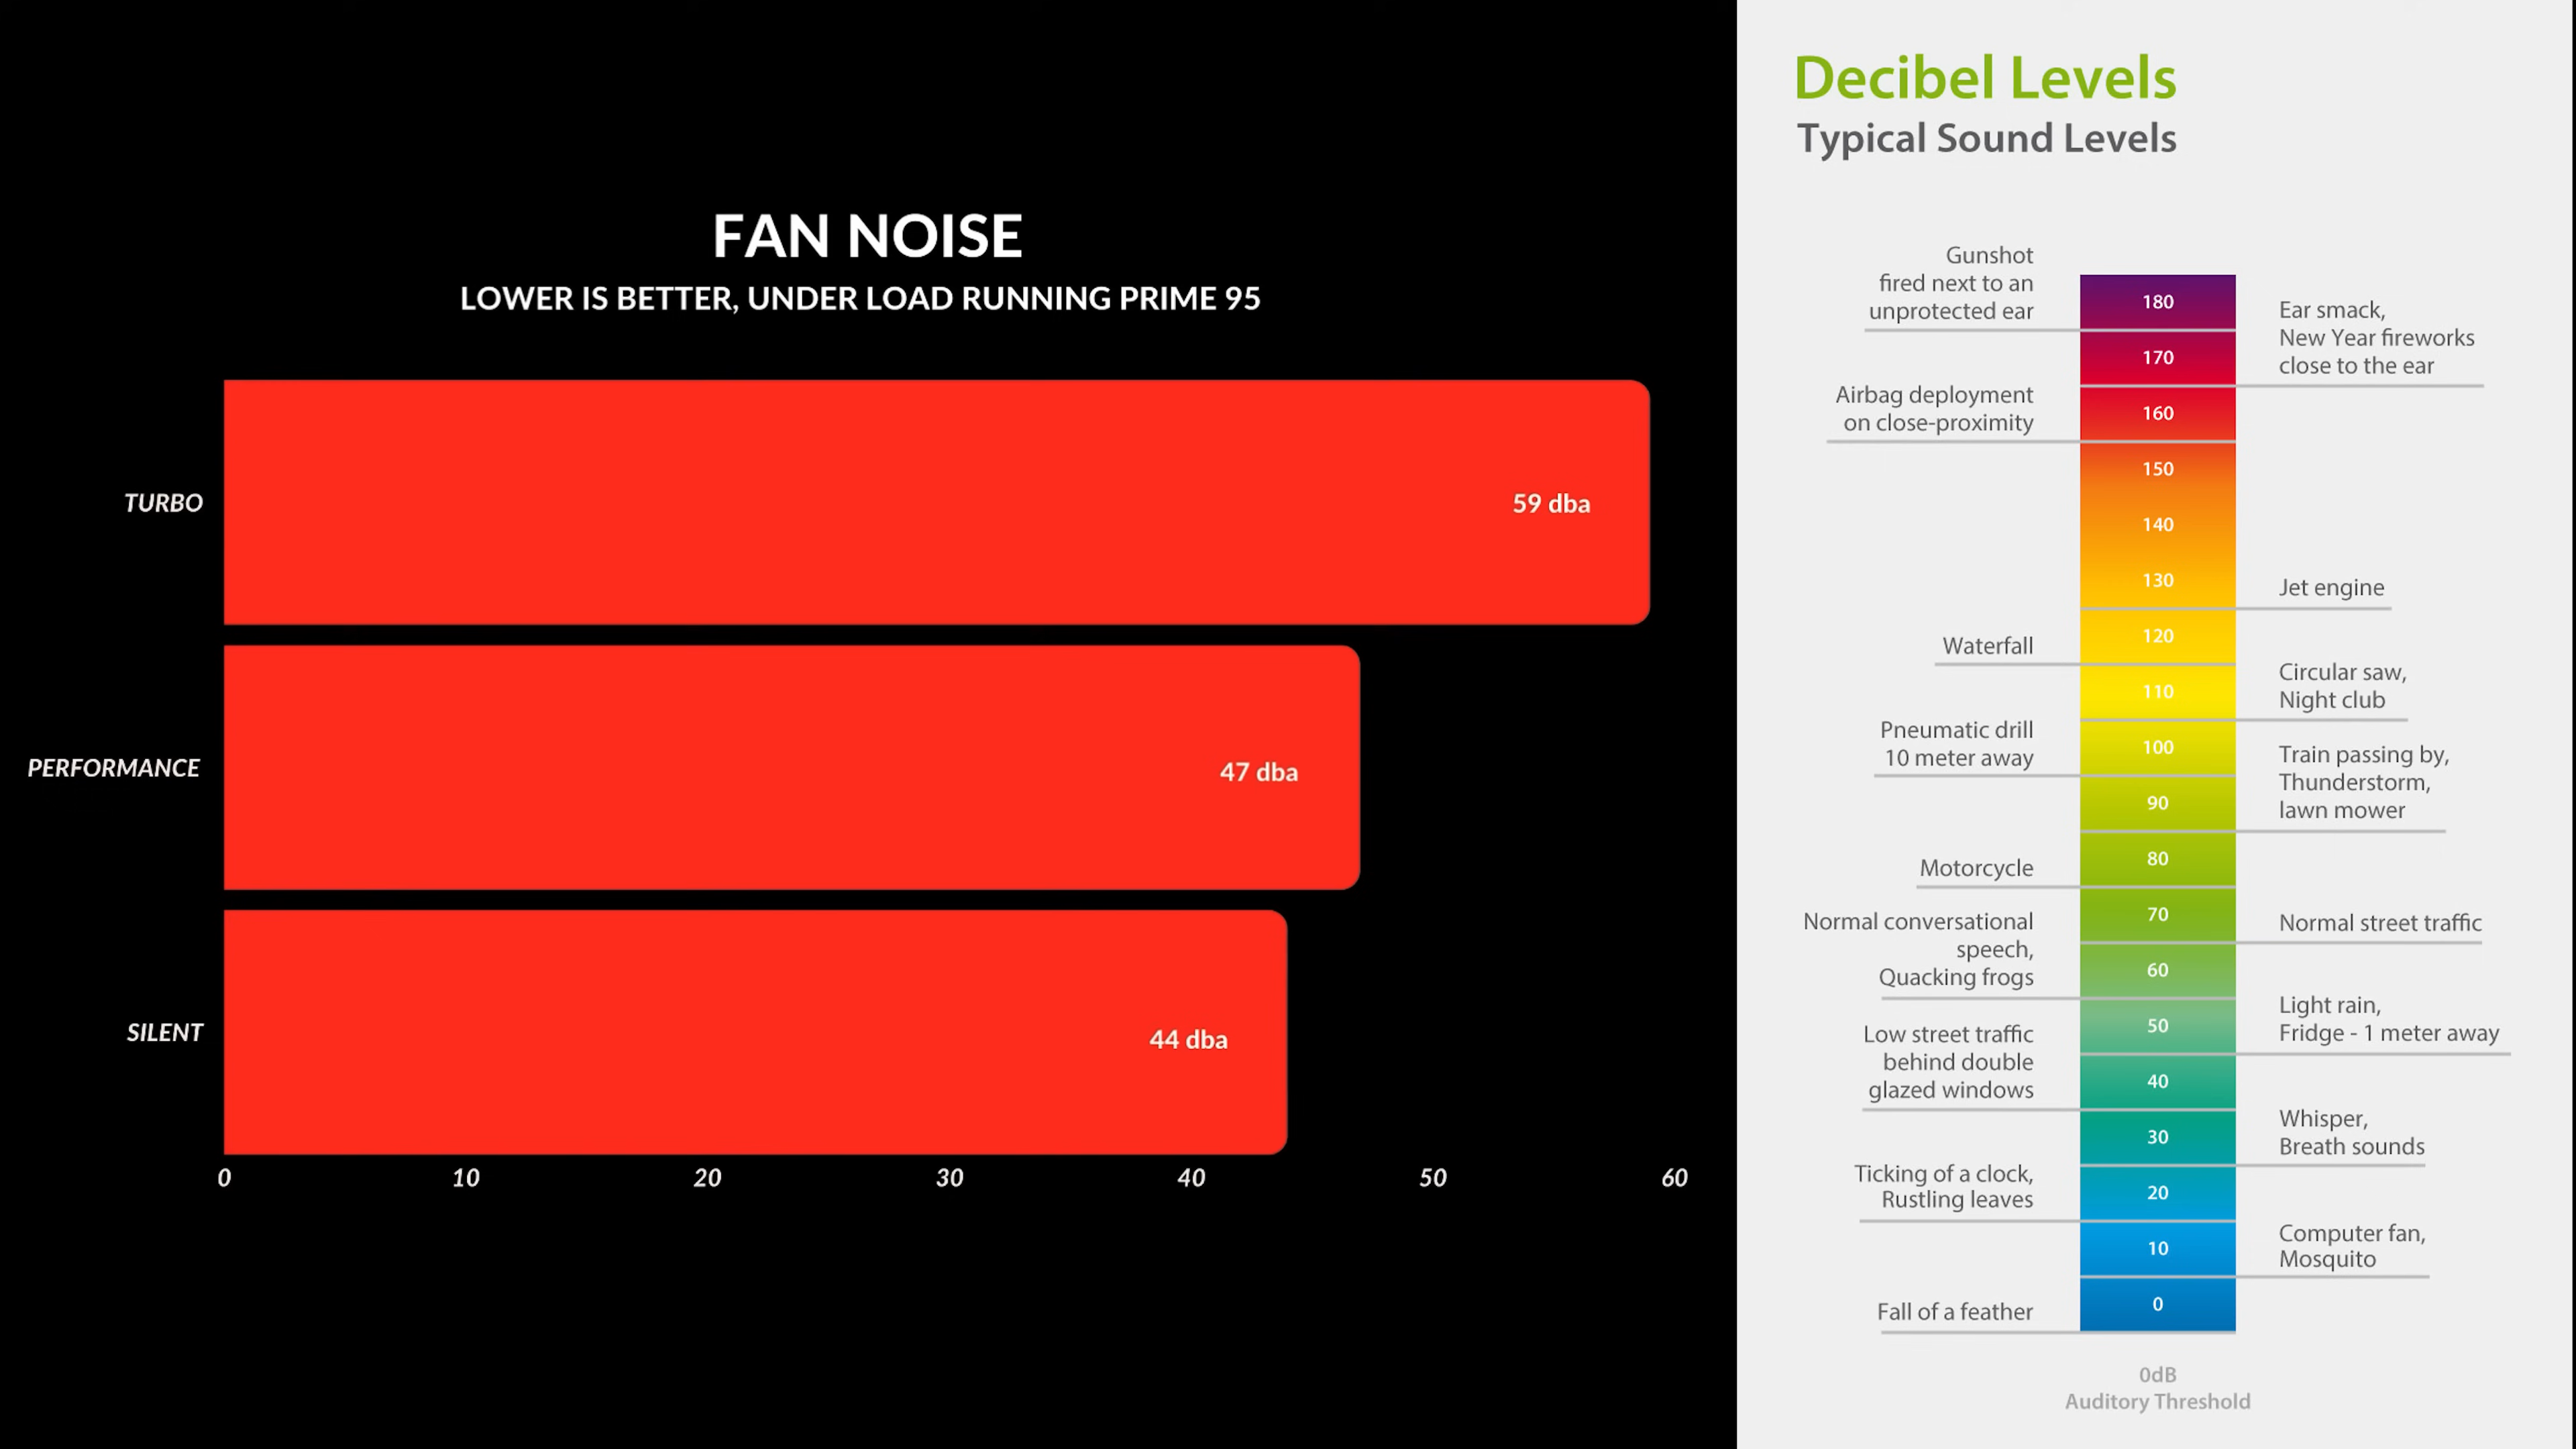 FAN NOISE
LOWER IS BETTER, UNDER LOAD RUNNING PRIME 95
TURBO
59 dba
PERFORMANCE
47 dba
SILENT
44 dba
0 10 20 30 40 50 60
Decibel Levels
Typical Sound Levels
Gunshot
fired next to an
unprotected ear
180
Ear smack,
New Year fireworks
close to the ear
170
Airbag deployment
on close-proximity
160
150
140
130
Jet engine
120
Waterfall
Circular saw,
Night club
110
Pneumatic drill
10 meter away
100
Train passing by,
Thunderstorm,
lawn mower
90
80
Motorcycle
70
Normal street traffic
Normal conversational
speech,
Quacking frogs
60
Light rain,
Fridge - 1 meter away
50
Low street traffic
behind double
glazed windows
40
Whisper,
Breath sounds
30
Ticking of a clock,
Rustling leaves
20
Computer fan,
Mosquito
10
Fall of a feather
0
0dB
Auditory Threshold